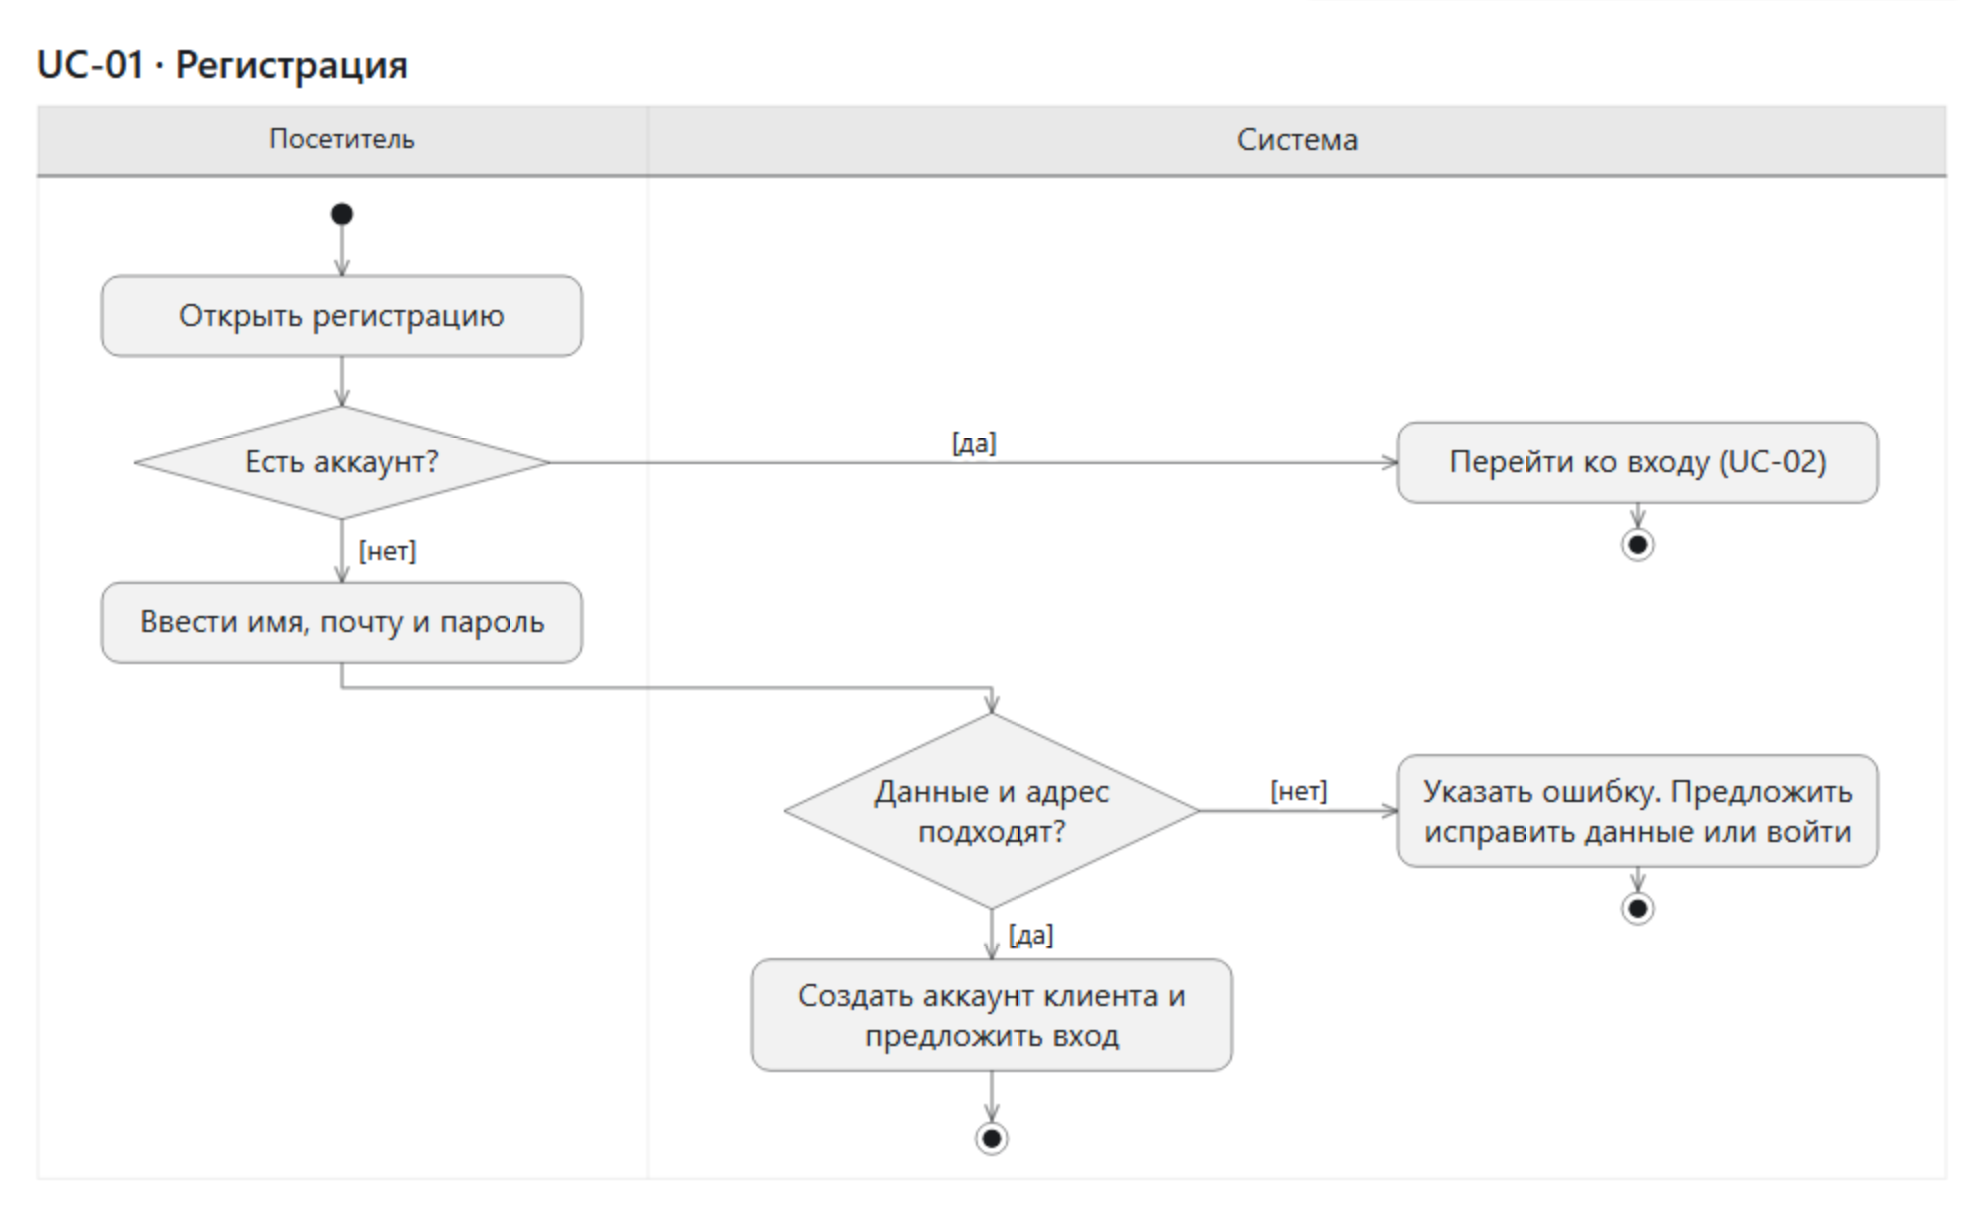 UC-01 · Регистрация
Посетитель
Система
Открыть регистрацию
Есть аккаунт?
[да]
Перейти ко входу (UC-02)
[нет]
Ввести имя, почту и пароль
Данные и адрес
подходят?
[нет]
Указать ошибку. Предложить
исправить данные или войти
[да]
Создать аккаунт клиента и
предложить вход